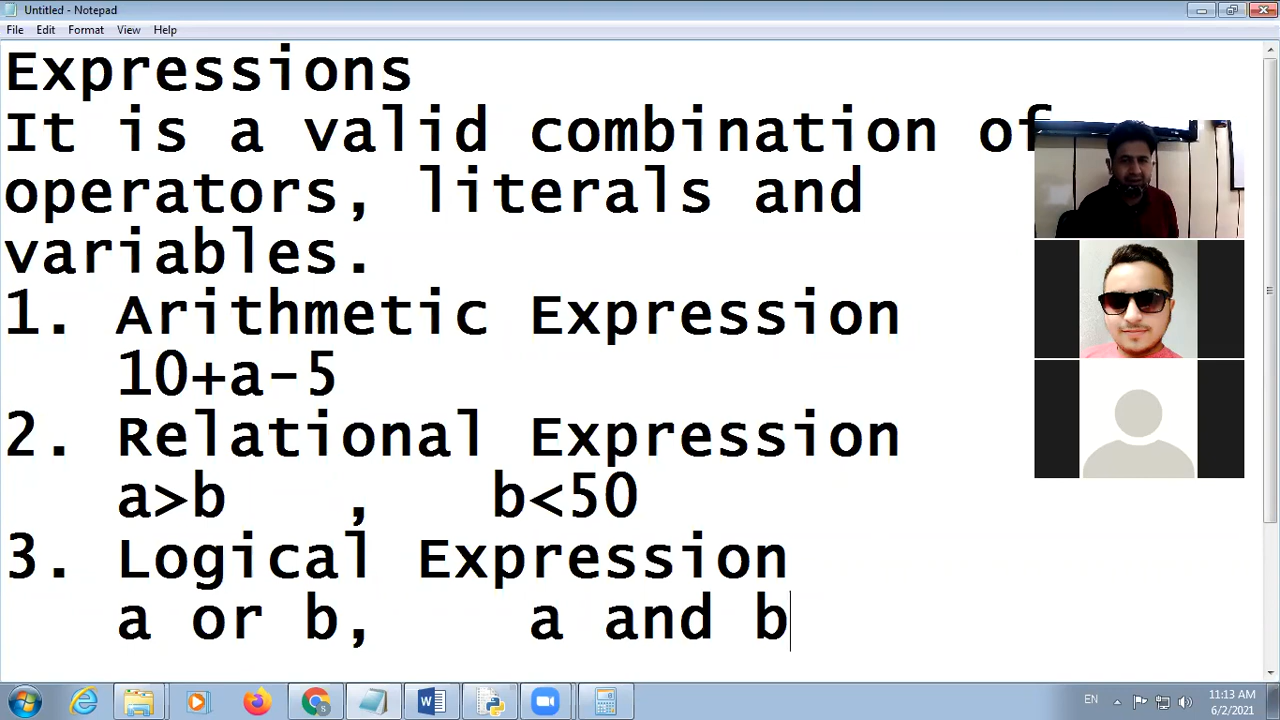 Untitled - Notepad
File Edit Format View Help
Expressions
It is a valid combination of
operators, literals and
variables.
1. Arithmetic Expression
10+a-5
2. Relational Expression
a>b , b<50
3. Logical Expression
a or b, a and b
EN
11:13 AM
6/2/2021